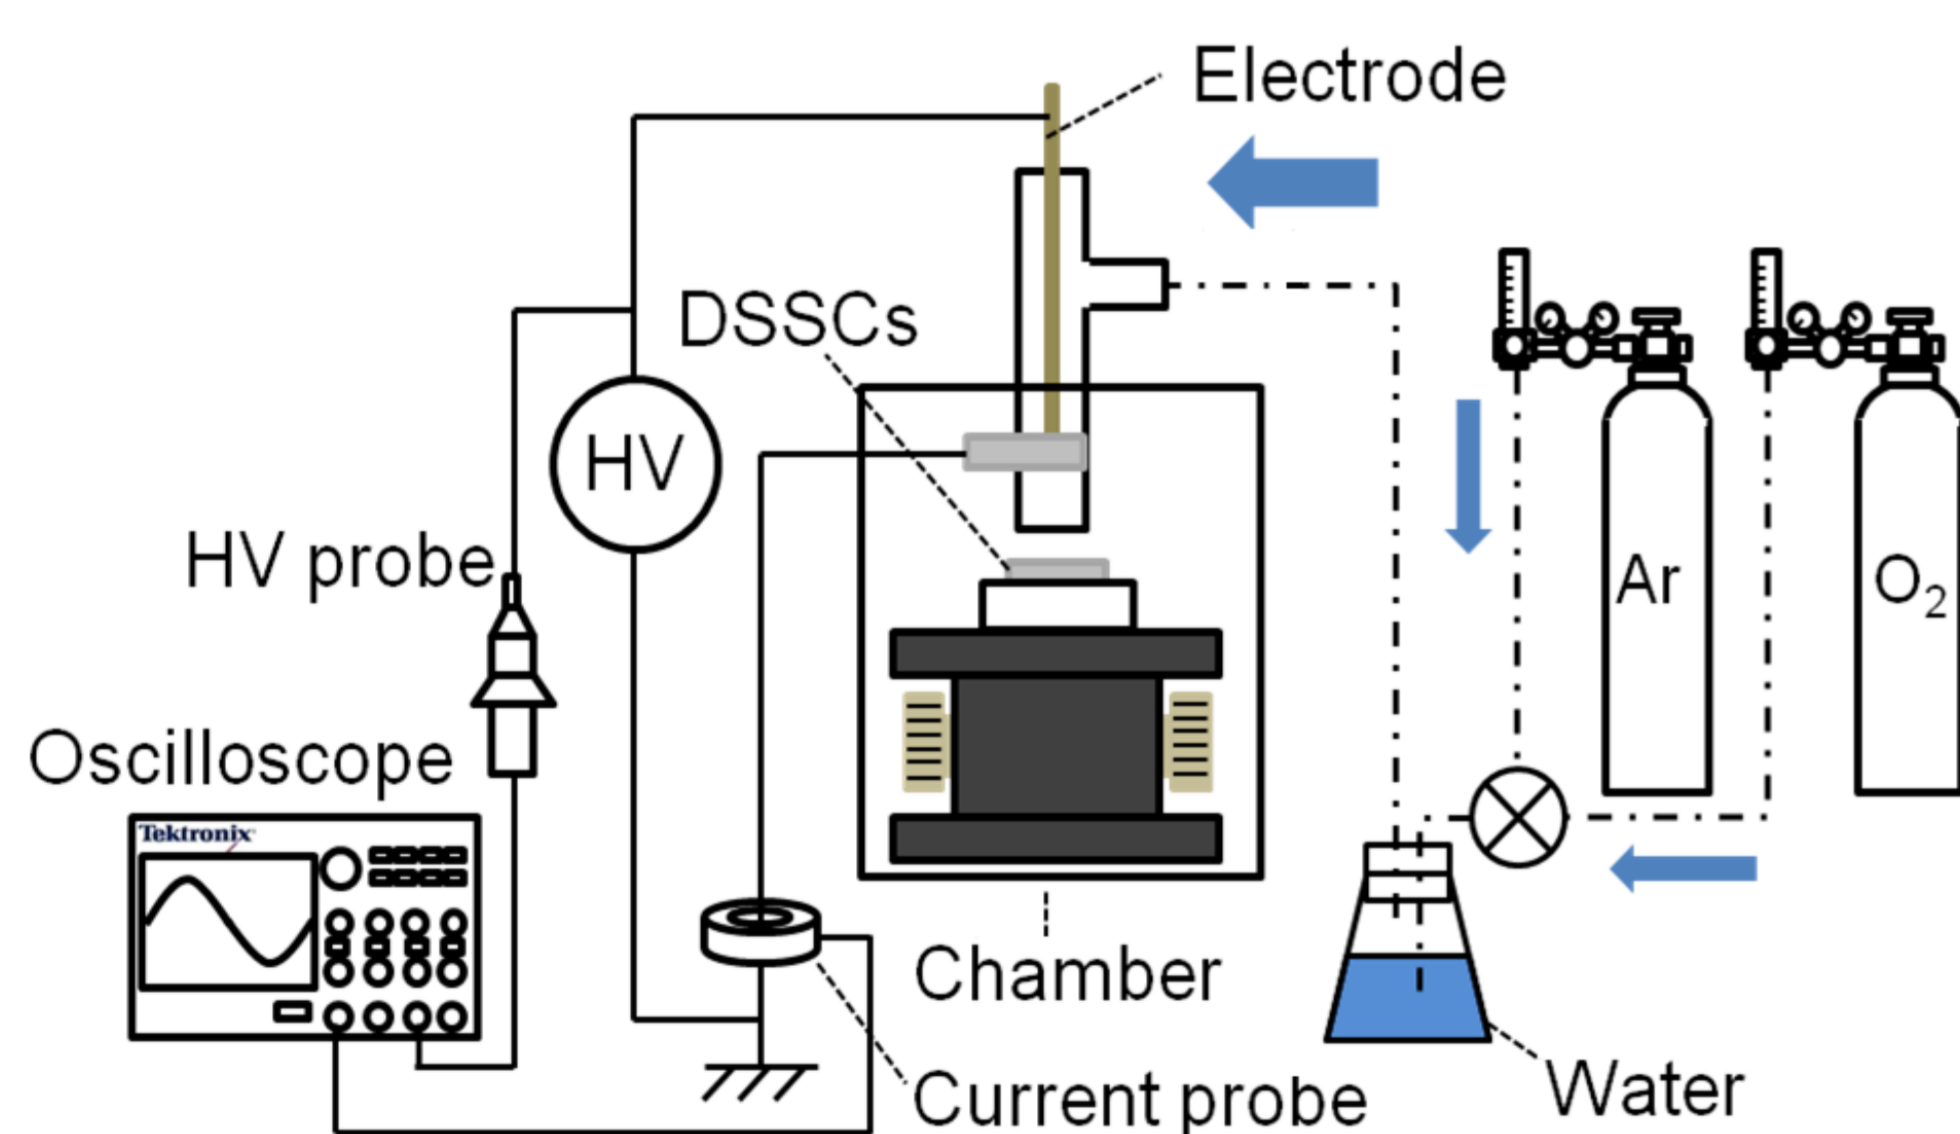 Electrode
DSSCs
HV
HV probe
Ar
O₂
Oscilloscope
Tektronix
Chamber
Current probe
Water